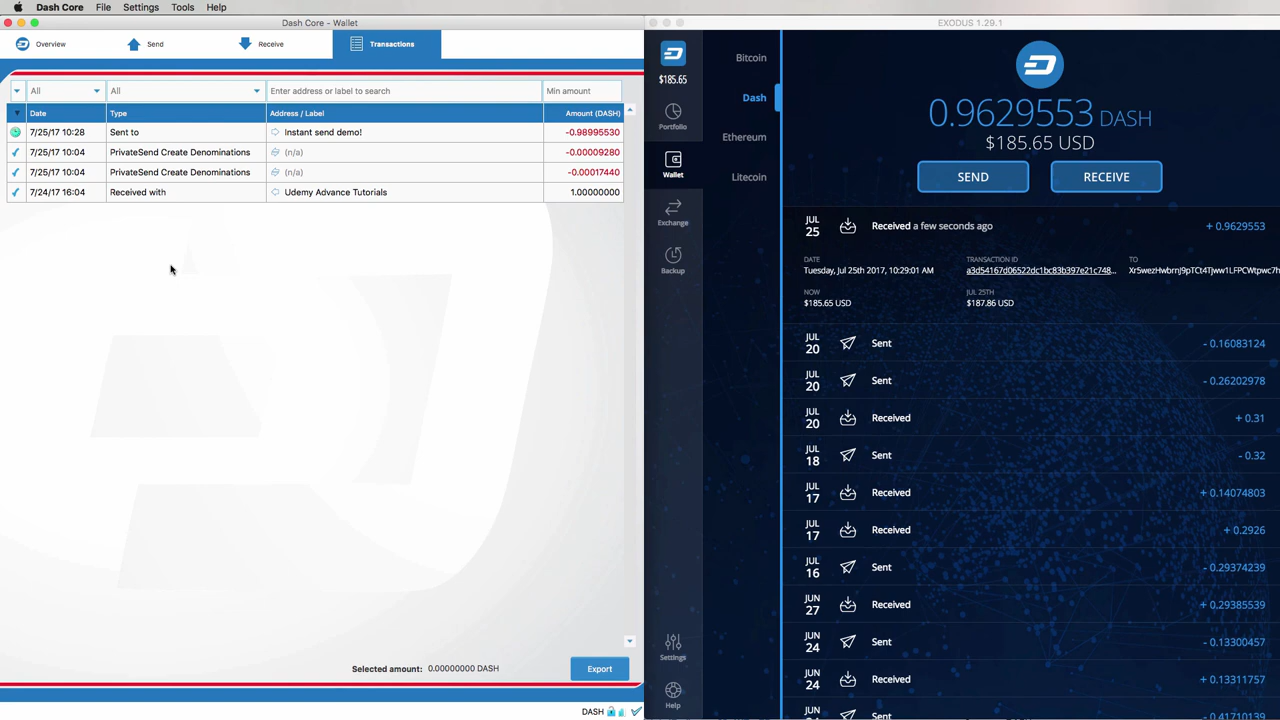 Dash Core File Settings Tools Help
Dash Core - Wallet
Overview Send Receive Transactions
All All Enter address or label to search Min amount
Date Type Address / Label Amount (DASH)
7/25/17 10:28 Sent to Instant send demo! -0.98995530
7/25/17 10:04 PrivateSend Create Denominations (n/a) -0.00009280
7/25/17 10:04 PrivateSend Create Denominations (n/a) -0.00017440
7/24/17 16:04 Received with Udemy Advance Tutorials 1.00000000
Selected amount: 0.00000000 DASH Export
DASH
EXODUS 1.29.1
$185.65
Portfolio
Wallet
Exchange
Backup
Settings
Help
Bitcoin
Dash
Ethereum
Litecoin
0.9629553 DASH
$185.65 USD
SEND RECEIVE
JUL 25 Received a few seconds ago + 0.9629553
DATE TRANSACTION ID TO
Tuesday, Jul 25th 2017, 10:29:01 AM a3d54167d06522dc1bc83b397e21c748... Xr5wezHwbrnJ9pTCt4Tjww1LFPCWtpwc7h
NOW JUL 25TH
$185.65 USD $187.86 USD
JUL 20 Sent - 0.16083124
JUL 20 Sent - 0.26202978
JUL 20 Received + 0.31
JUL 18 Sent - 0.32
JUL 17 Received + 0.14074803
JUL 17 Received + 0.2926
JUL 16 Sent - 0.29374239
JUN 27 Received + 0.29385539
JUN 24 Sent - 0.13300457
JUN 24 Received + 0.13311757
JUN Sent - 0.41710139